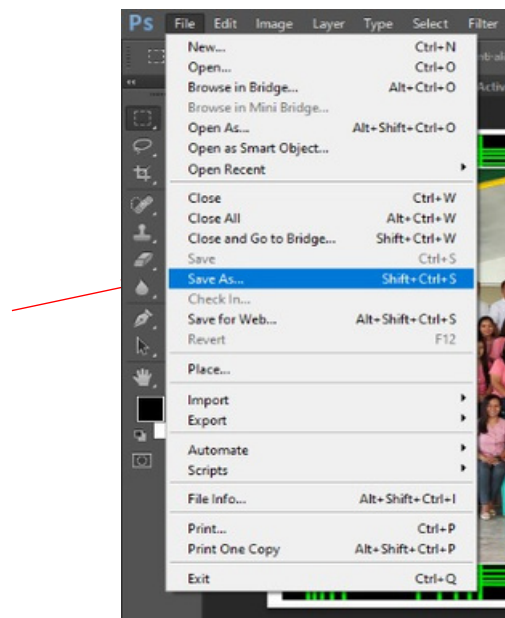 Ps File Edit Image Layer Type Select Filter
New... Ctrl+N
Open... Ctrl+O
Browse in Bridge... Alt+Ctrl+O
Browse in Mini Bridge...
Open As... Alt+Shift+Ctrl+O
Open as Smart Object...
Open Recent
Close Ctrl+W
Close All Alt+Ctrl+W
Close and Go to Bridge... Shift+Ctrl+W
Save Ctrl+S
Save As... Shift+Ctrl+S
Check In...
Save for Web... Alt+Shift+Ctrl+S
Revert F12
Place...
Import
Export
Automate
Scripts
File Info... Alt+Shift+Ctrl+I
Print... Ctrl+P
Print One Copy Alt+Shift+Ctrl+P
Exit Ctrl+Q